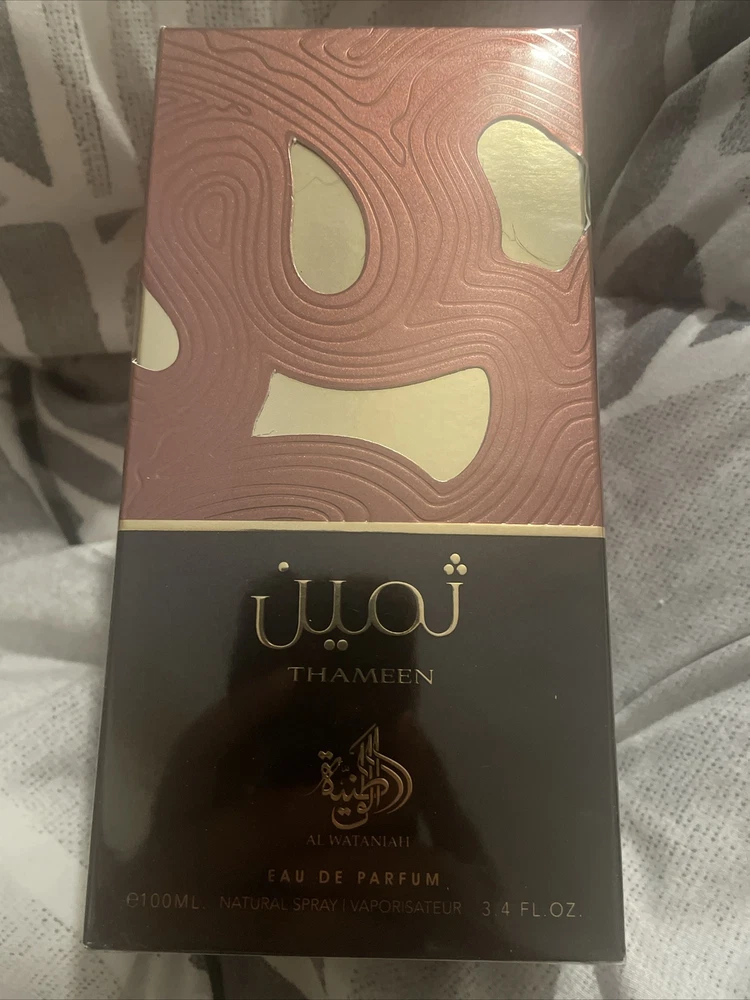 ثمين
THAMEEN
الوطنية
AL WATANIAH
EAU DE PARFUM
℮100ML. NATURAL SPRAY | VAPORISATEUR 3.4 FL.OZ.